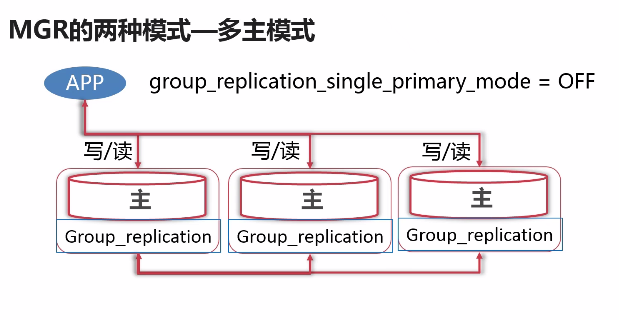 MGR的两种模式—多主模式
APP
group_replication_single_primary_mode = OFF
写/读 写/读 写/读
主 主 主
Group_replication Group_replication Group_replication